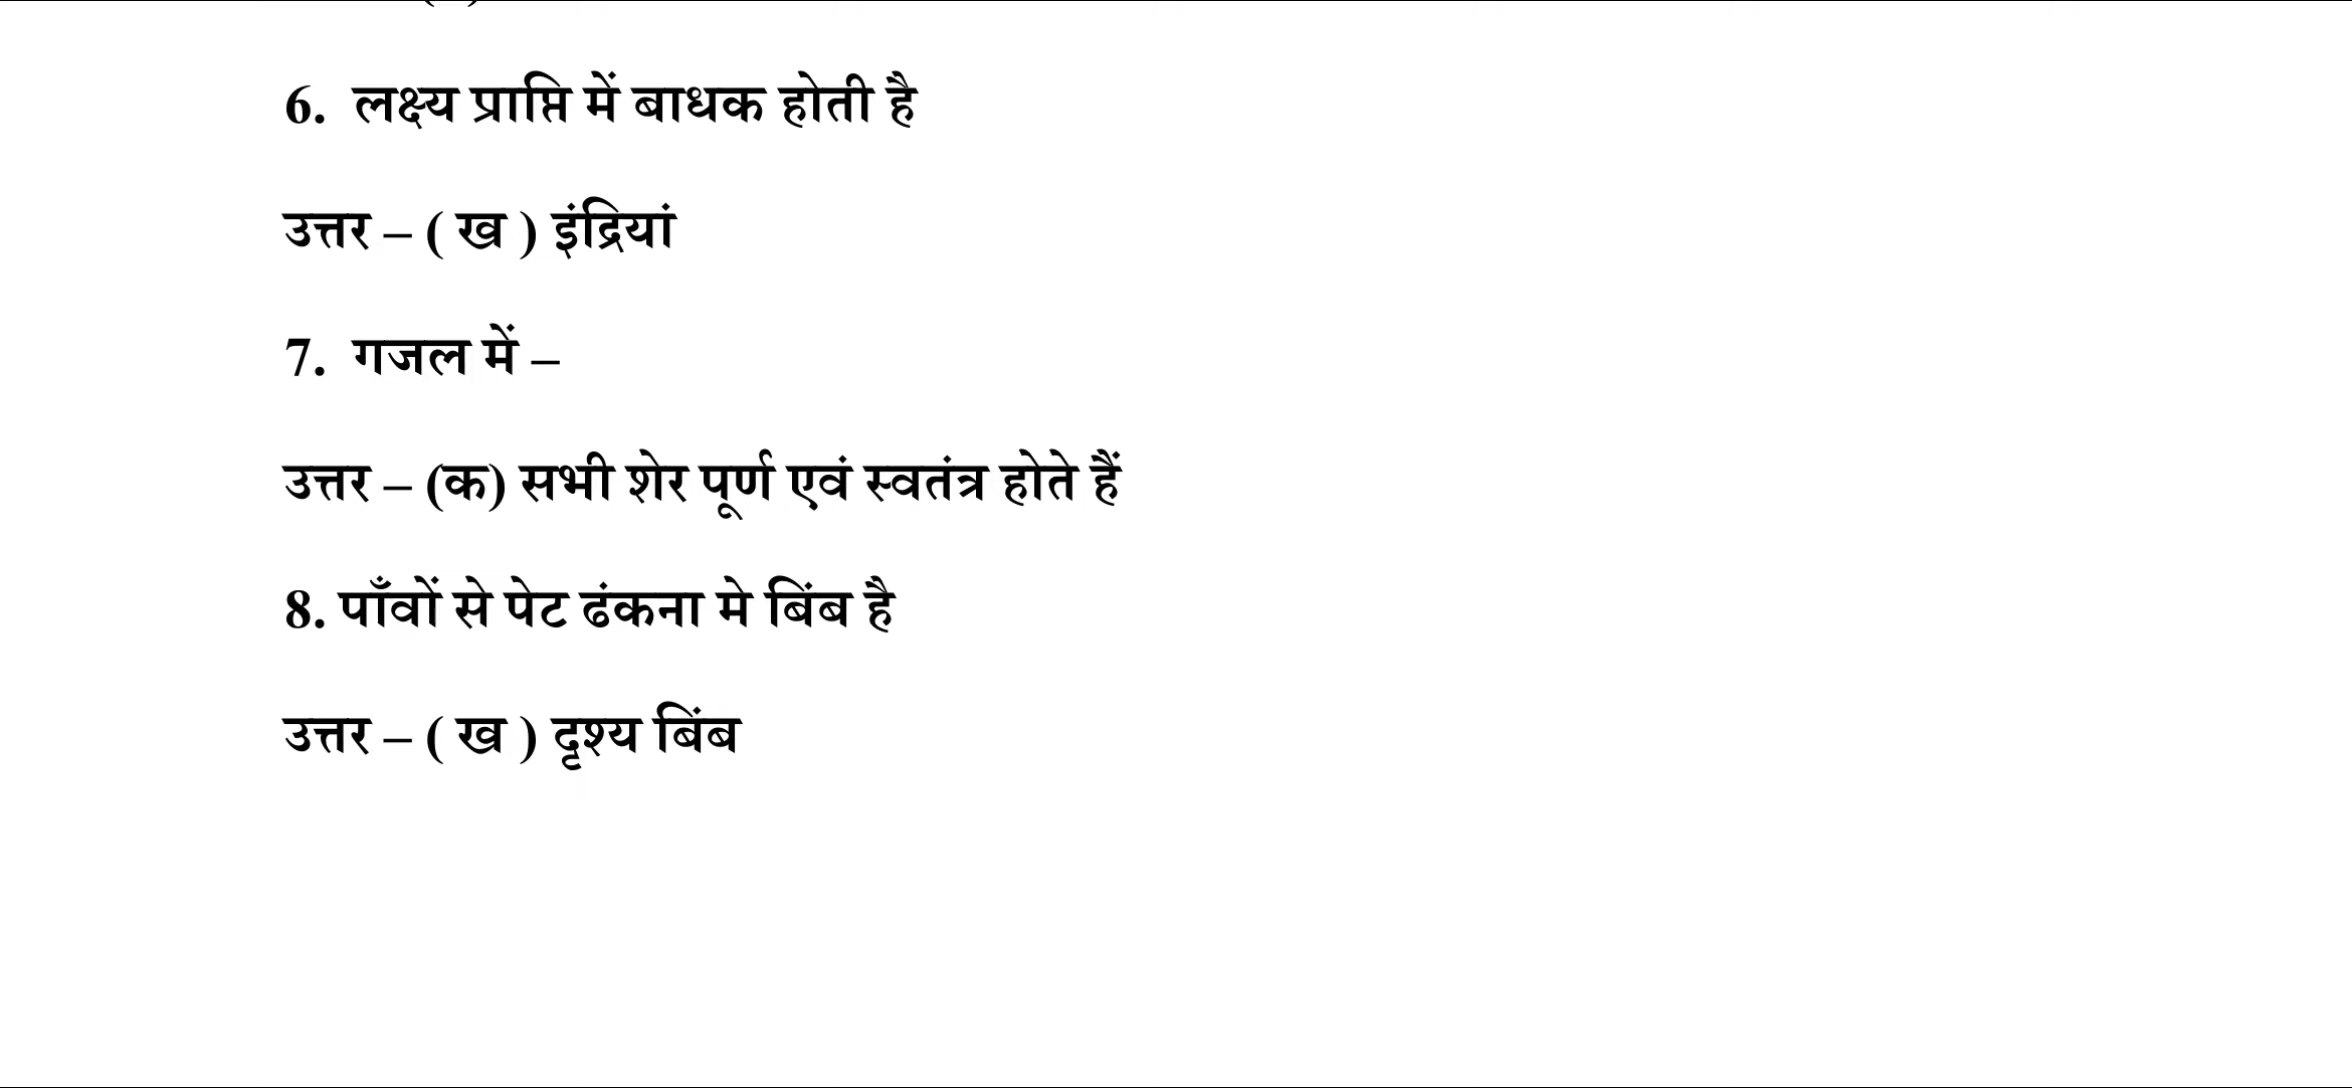 6. लक्ष्य प्राप्ति में बाधक होती है
उत्तर – ( ख ) इंद्रियां
7. गजल में –
उत्तर – (क) सभी शेर पूर्ण एवं स्वतंत्र होते हैं
8. पाँवों से पेट ढंकना मे बिंब है
उत्तर – ( ख ) दृश्य बिंब